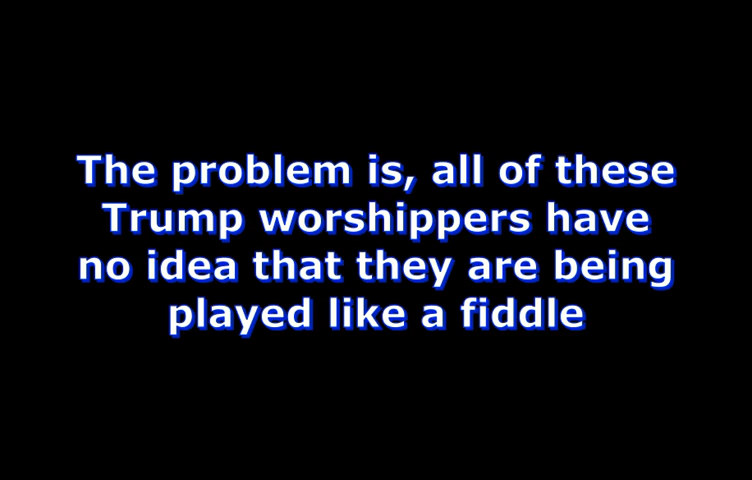 The problem is, all of these
Trump worshippers have
no idea that they are being
played like a fiddle